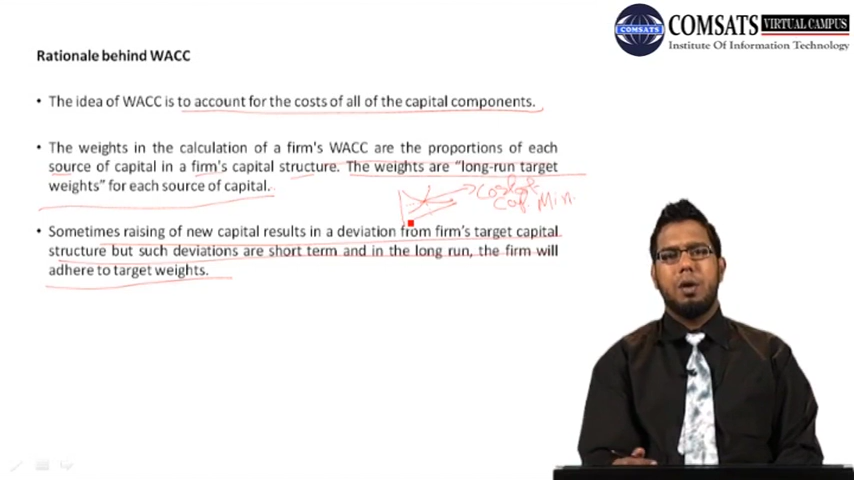 COMSATS VIRTUAL CAMPUS
COMSATS
Institute Of Information Technology
Rationale behind WACC
• The idea of WACC is to account for the costs of all of the capital components.
• The weights in the calculation of a firm's WACC are the proportions of each
source of capital in a firm's capital structure. The weights are “long-run target
weights” for each source of capital.
Cost of
Cap. Min.
• Sometimes raising of new capital results in a deviation from firm’s target capital
structure but such deviations are short term and in the long run, the firm will
adhere to target weights.